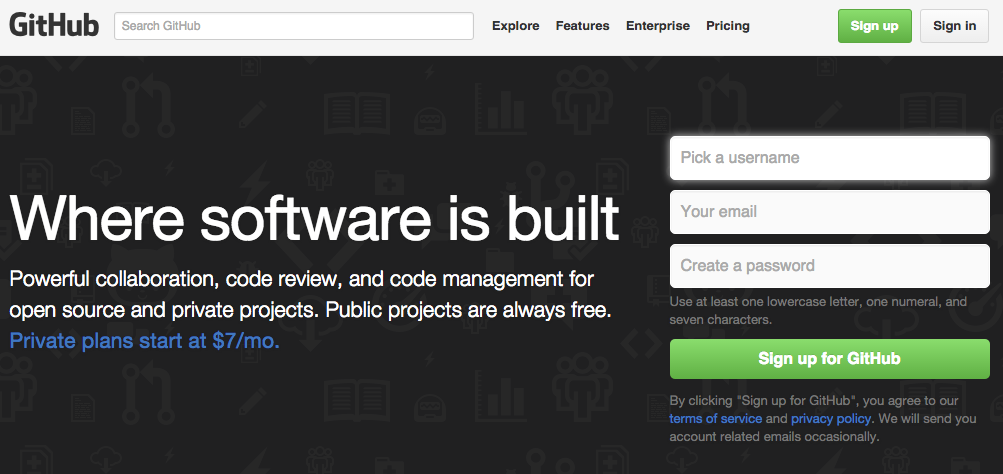 GitHub
Search GitHub
Explore Features Enterprise Pricing
Sign up
Sign in
Where software is built
Powerful collaboration, code review, and code management for
open source and private projects. Public projects are always free.
Private plans start at $7/mo.
Pick a username
Your email
Create a password
Use at least one lowercase letter, one numeral, and
seven characters.
Sign up for GitHub
By clicking "Sign up for GitHub", you agree to our
terms of service and privacy policy. We will send you
account related emails occasionally.